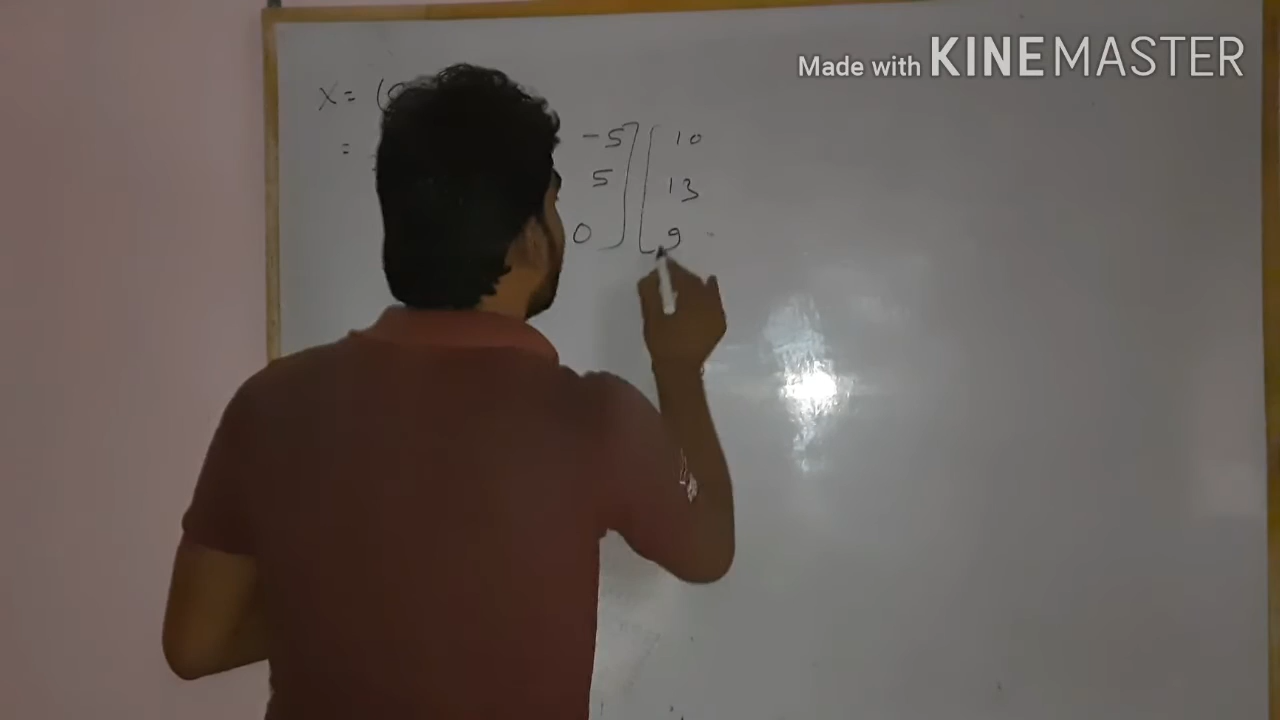 Made with KINEMASTER
X = (
= -5] [10
5 13
0 9